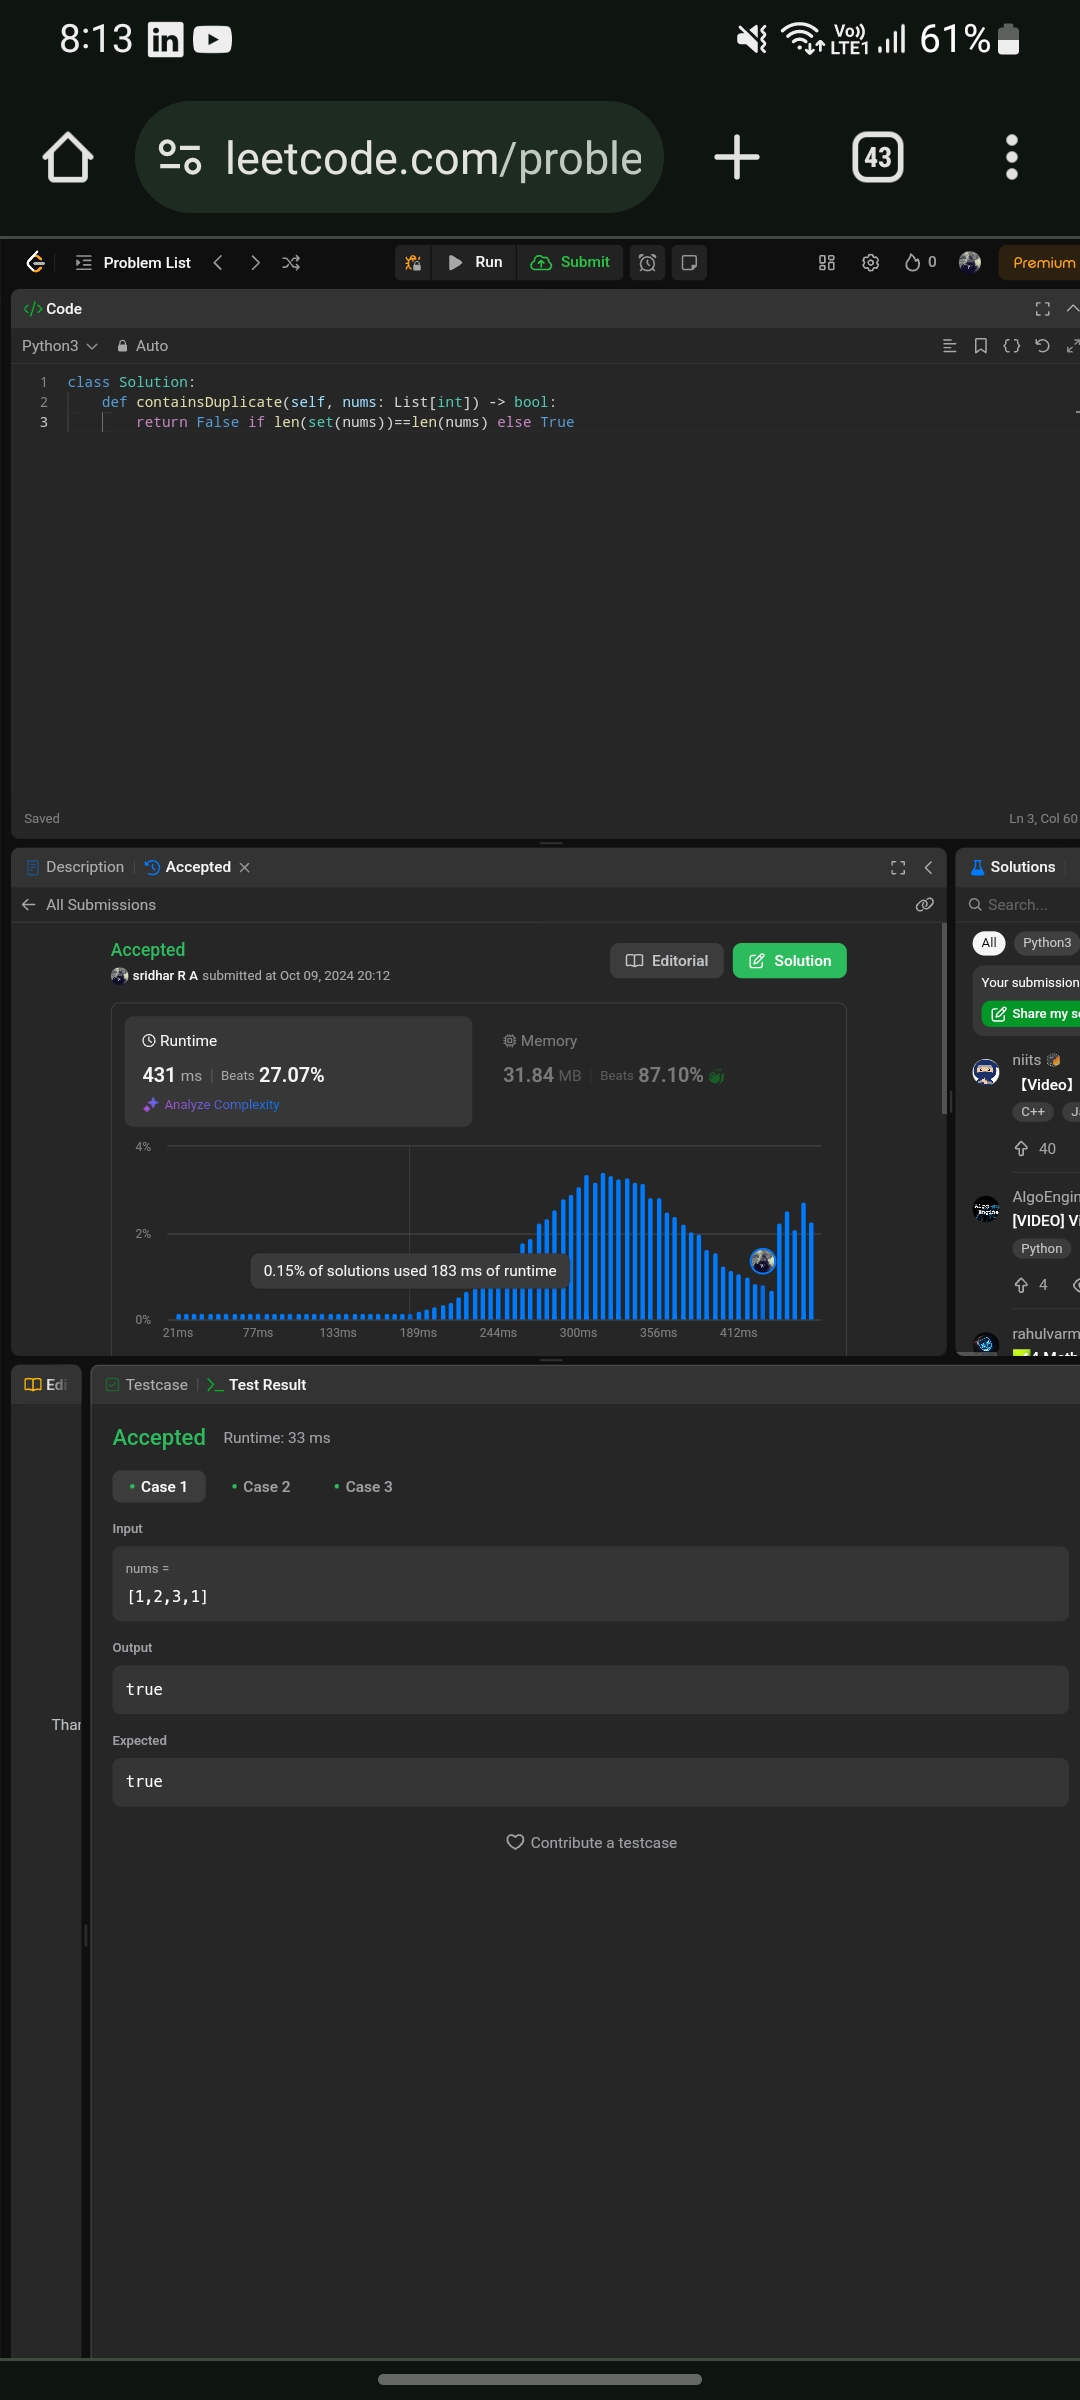 8:13
Vo))
LTE1
61%
leetcode.com/proble
43
Problem List
Run
Submit
0
Premium
</> Code
Python3
Auto
1 class Solution:
2 def containsDuplicate(self, nums: List[int]) -> bool:
3 return False if len(set(nums))==len(nums) else True
Saved
Ln 3, Col 60
Description
Accepted
All Submissions
Accepted
sridhar R A submitted at Oct 09, 2024 20:12
Editorial
Solution
Runtime
431 ms | Beats 27.07%
Analyze Complexity
Memory
31.84 MB | Beats 87.10%
4%
2%
0%
0.15% of solutions used 183 ms of runtime
21ms 77ms 133ms 189ms 244ms 300ms 356ms 412ms
Solutions
Search...
All Python3
Your submission
Share my s
niits
【Video】
C++ Ja
40
AlgoEngin
[VIDEO] Vi
Python
4
rahulvarm
Edi
Than
Testcase
Test Result
Accepted Runtime: 33 ms
Case 1 Case 2 Case 3
Input
nums =
[1,2,3,1]
Output
true
Expected
true
Contribute a testcase